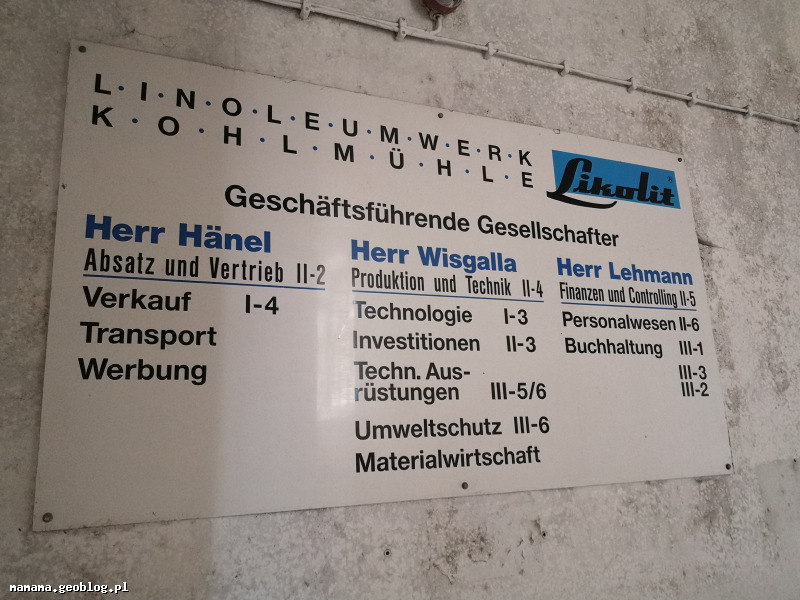 L·I·N·O·L·E·U·M·W·E·R·K
K·O·H·L·M·Ü·H·L·E
Likolit®
Geschäftsführende Gesellschafter
Herr Hänel
Absatz und Vertrieb II-2
Verkauf I-4
Transport
Werbung
Herr Wisgalla
Produktion und Technik II-4
Technologie I-3
Investitionen II-3
Techn. Aus-
rüstungen III-5/6
Umweltschutz III-6
Materialwirtschaft
Herr Lehmann
Finanzen und Controlling II-5
Personalwesen II-6
Buchhaltung III-1
III-3
III-2
mamama.geoblog.pl